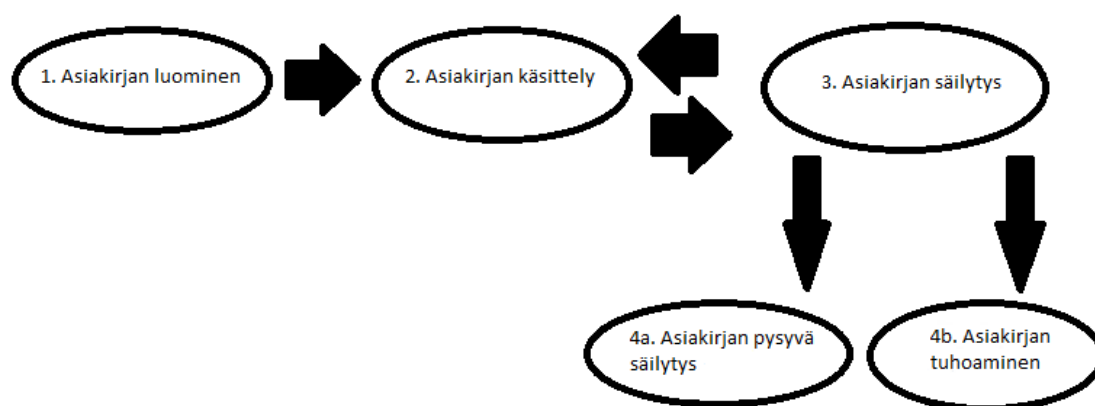 1. Asiakirjan luominen
2. Asiakirjan käsittely
3. Asiakirjan säilytys
4a. Asiakirjan pysyvä
säilytys
4b. Asiakirjan
tuhoaminen